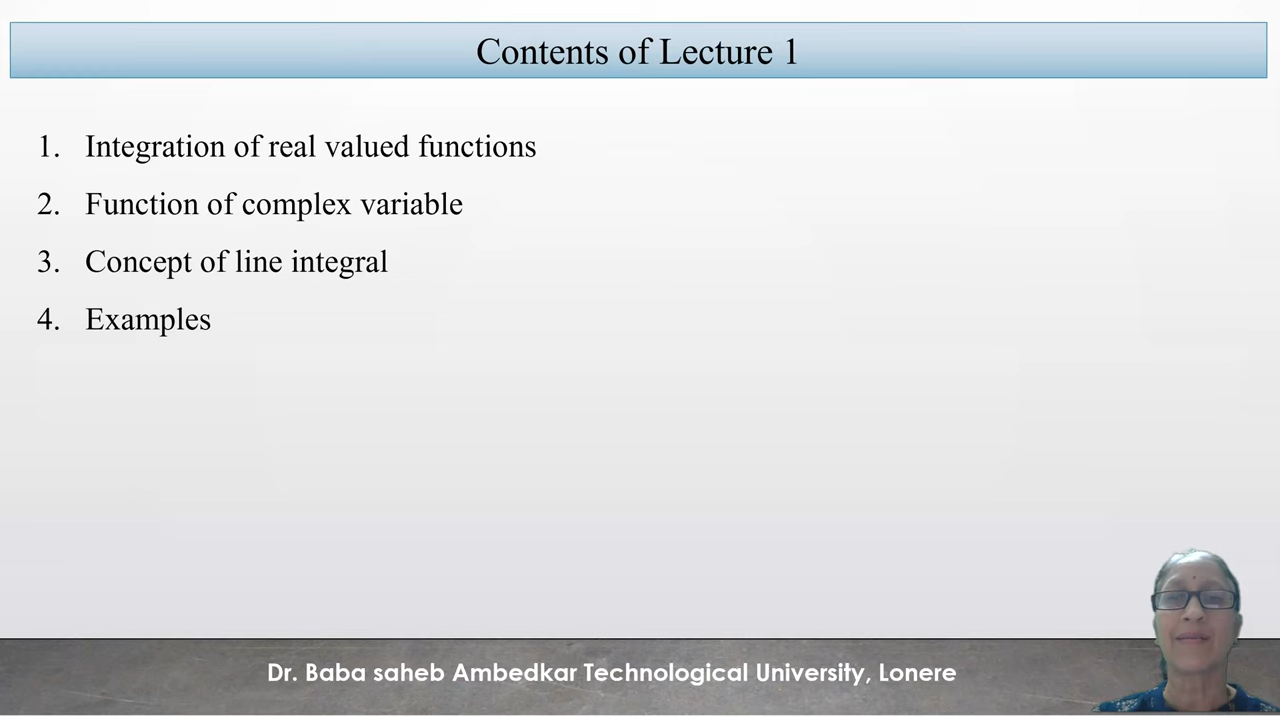 Contents of Lecture 1
1. Integration of real valued functions
2. Function of complex variable
3. Concept of line integral
4. Examples
Dr. Baba saheb Ambedkar Technological University, Lonere